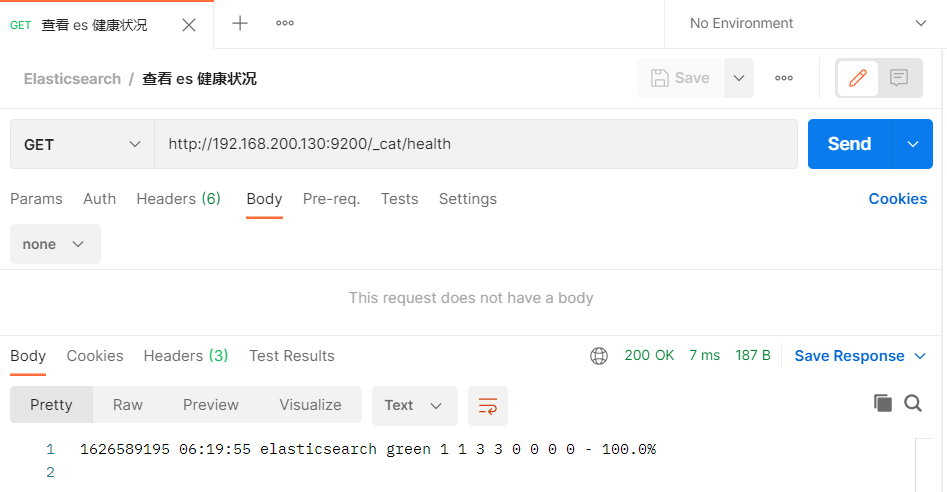 GET 查看 es 健康状况
No Environment
Elasticsearch / 查看 es 健康状况
Save
GET http://192.168.200.130:9200/_cat/health Send
Params Auth Headers (6) Body Pre-req. Tests Settings Cookies
none
This request does not have a body
Body Cookies Headers (3) Test Results 200 OK 7 ms 187 B Save Response
Pretty Raw Preview Visualize Text
1 1626589195 06:19:55 elasticsearch green 1 1 3 3 0 0 0 0 - 100.0%
2